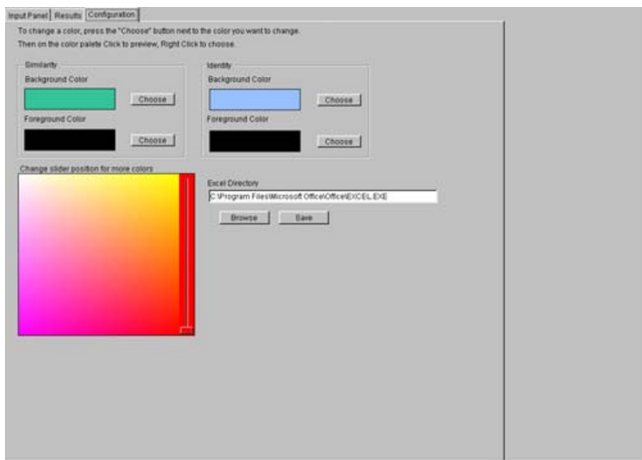 Input Panel Results Configuration
To change a color, press the "Choose" button next to the color you want to change.
Then on the color palete Click to preview, Right Click to choose.
Similarity
Background Color
Choose
Foreground Color
Choose
Identity
Background Color
Choose
Foreground Color
Choose
Change slider position for more colors
Excel Directory
C:\Program Files\Microsoft Office\Office\EXCEL.EXE
Browse Save